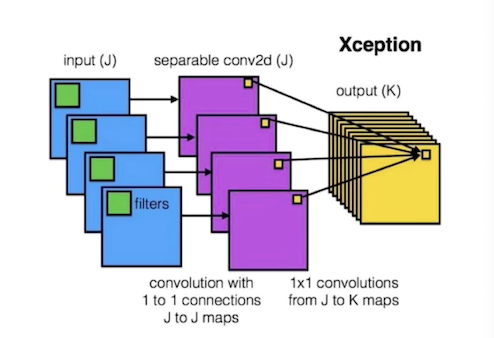 Xception
input (J)
separable conv2d (J)
output (K)
filters
convolution with
1 to 1 connections
J to J maps
1x1 convolutions
from J to K maps